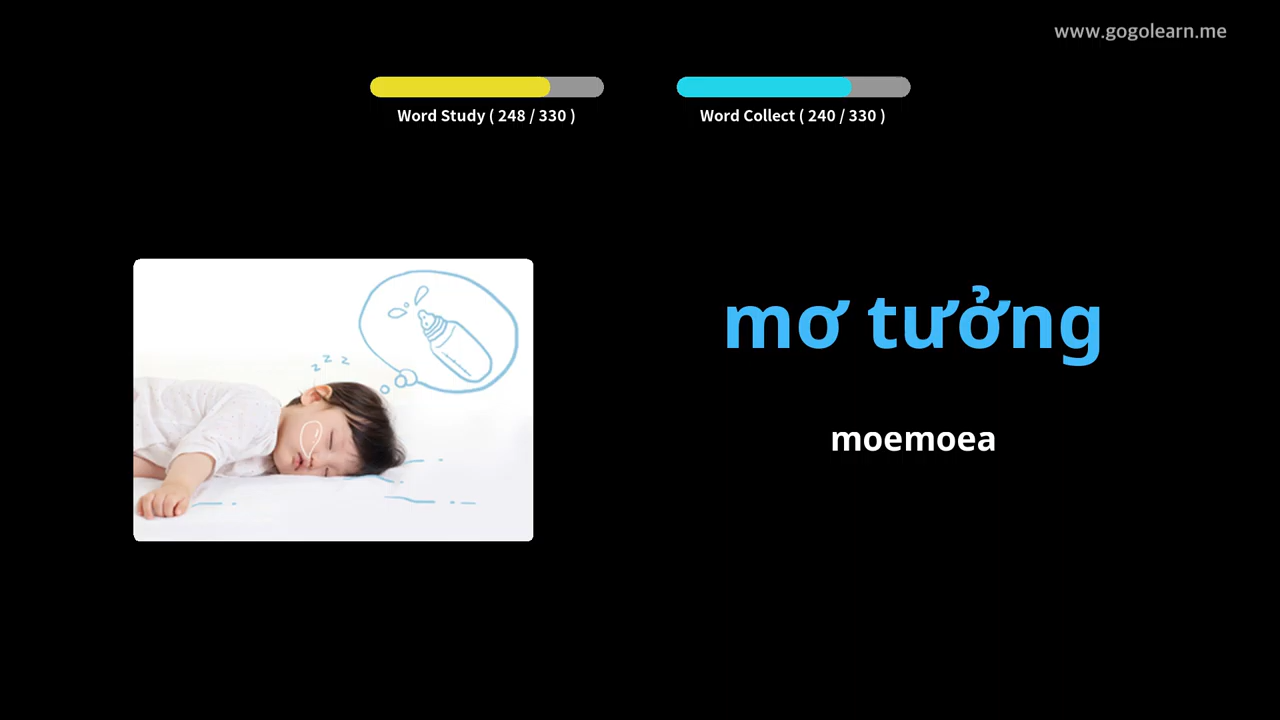 www.gogolearn.me
Word Study ( 248 / 330 )
Word Collect ( 240 / 330 )
z z z
mơ tưởng
moemoea